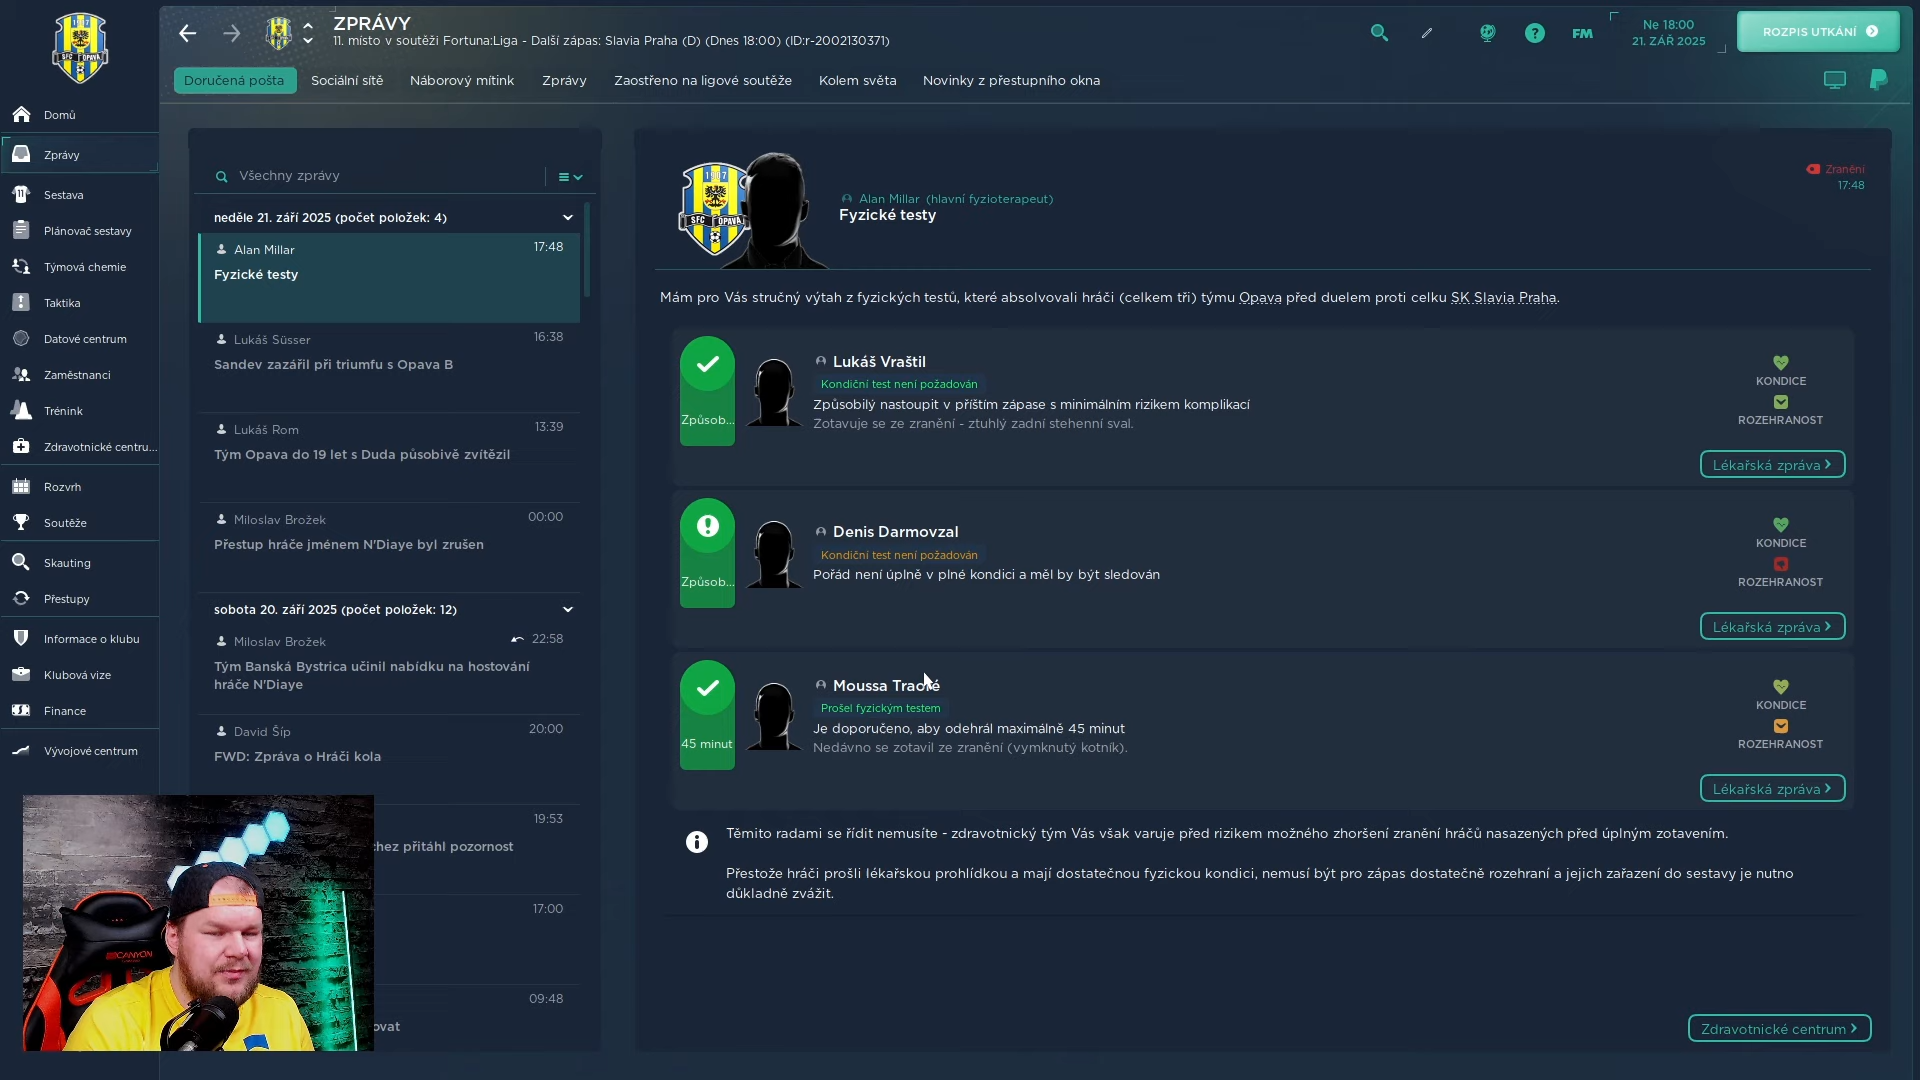 ZPRÁVY
11. místo v soutěži Fortuna:Liga - Další zápas: Slavia Praha (D) (Dnes 18:00) (ID:r-2002130371)
FM
Ne 18:00
21. ZÁŘ 2025
ROZPIS UTKÁNÍ
Doručená pošta
Sociální sítě
Náborový mítink
Zprávy
Zaostřeno na ligové soutěže
Kolem světa
Novinky z přestupního okna
1907
SFC OPAVA
Domů
Zprávy
Sestava
Plánovač sestavy
Týmová chemie
Taktika
Datové centrum
Zaměstnanci
Trénink
Zdravotnické centru...
Rozvrh
Soutěže
Skauting
Přestupy
Informace o klubu
Klubová vize
Finance
Vývojové centrum
Všechny zprávy
neděle 21. září 2025 (počet položek: 4)
Alan Millar 17:48
Fyzické testy
Lukáš Süsser 16:38
Sandev zazářil při triumfu s Opava B
Lukáš Rom 13:39
Tým Opava do 19 let s Duda působivě zvítězil
Miloslav Brožek 00:00
Přestup hráče jménem N'Diaye byl zrušen
sobota 20. září 2025 (počet položek: 12)
Miloslav Brožek 22:58
Tým Banská Bystrica učinil nabídku na hostování
hráče N'Diaye
David Šíp 20:00
FWD: Zpráva o Hráči kola
19:53
chez přitáhl pozornost
17:00
09:48
ovat
CANYON
1907
SFC OPAVA
Alan Millar (hlavní fyzioterapeut)
Fyzické testy
Zranění
17:48
Mám pro Vás stručný výtah z fyzických testů, které absolvovali hráči (celkem tři) týmu Opava před duelem proti celku SK Slavia Praha.
Způsob...
Lukáš Vraštil
Kondiční test není požadován
Způsobilý nastoupit v příštím zápase s minimálním rizikem komplikací
Zotavuje se ze zranění - ztuhlý zadní stehenní sval.
KONDICE
ROZEHRANOST
Lékařská zpráva
Způsob...
Denis Darmovzal
Kondiční test není požadován
Pořád není úplně v plné kondici a měl by být sledován
KONDICE
ROZEHRANOST
Lékařská zpráva
45 minut
Moussa Traoré
Prošel fyzickým testem
Je doporučeno, aby odehrál maximálně 45 minut
Nedávno se zotavil ze zranění (vymknutý kotník).
KONDICE
ROZEHRANOST
Lékařská zpráva
Těmito radami se řídit nemusíte - zdravotnický tým Vás však varuje před rizikem možného zhoršení zranění hráčů nasazených před úplným zotavením.
Přestože hráči prošli lékařskou prohlídkou a mají dostatečnou fyzickou kondici, nemusí být pro zápas dostatečně rozehraní a jejich zařazení do sestavy je nutno
důkladně zvážit.
Zdravotnické centrum